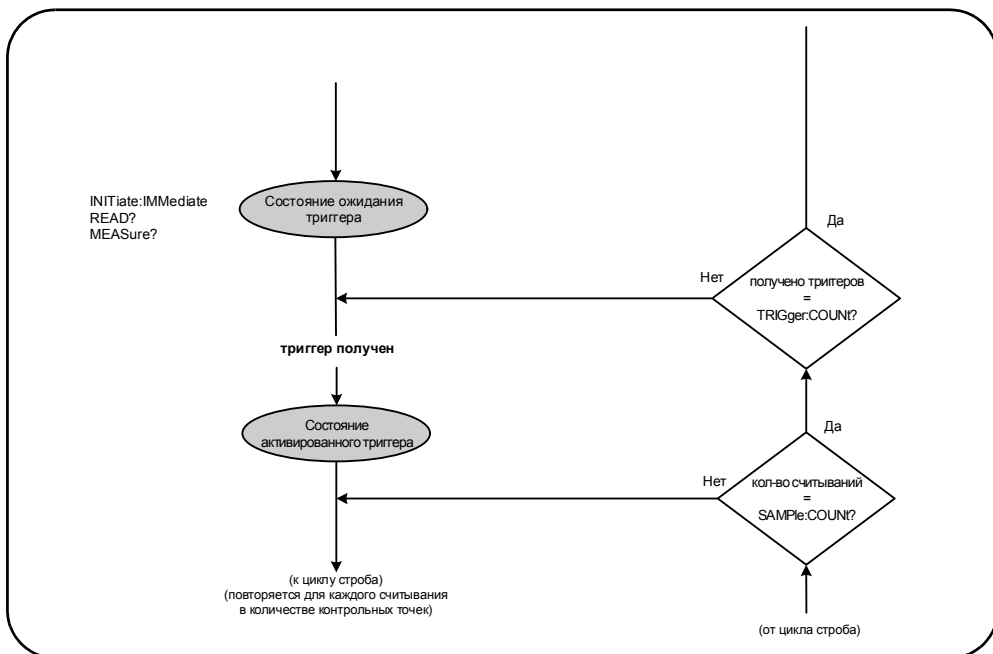 INITiate:IMMediate
READ?
MEASure?
Состояние ожидания
триггера
Да
Нет
получено триггеров
=
TRIGger:COUNt?
триггер получен
Состояние
активированного триггера
Да
Нет
кол-во считываний
=
SAMPle:COUNt?
(к циклу строба)
(повторяется для каждого считывания
в количестве контрольных точек)
(от цикла строба)